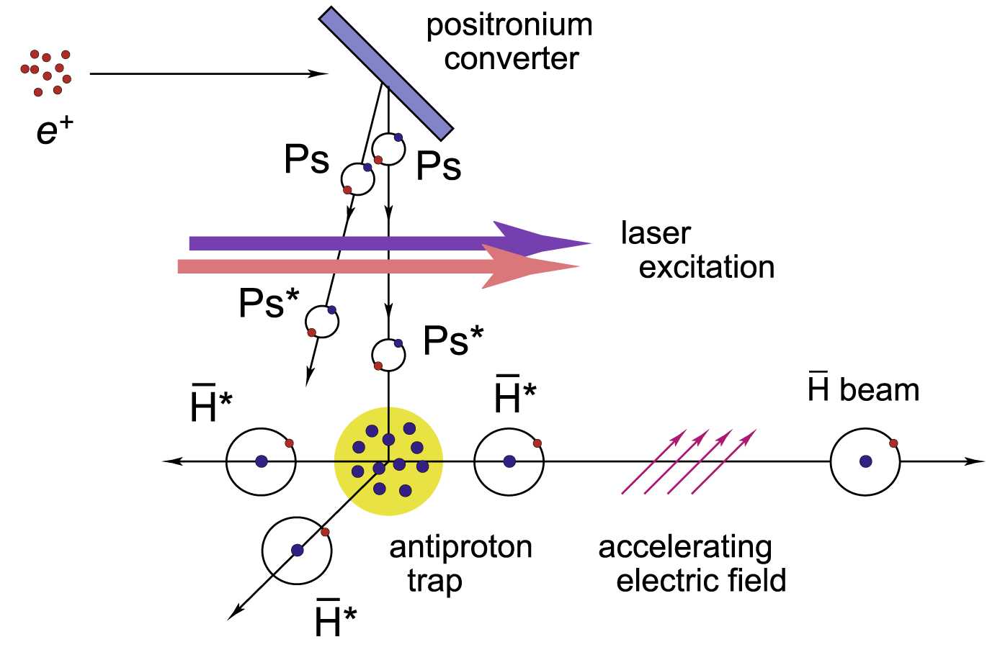 positronium
converter
e⁺
Ps
Ps
laser
excitation
Ps*
Ps*
H̅*
H̅*
H̅ beam
antiproton
trap
accelerating
electric field
H̅*